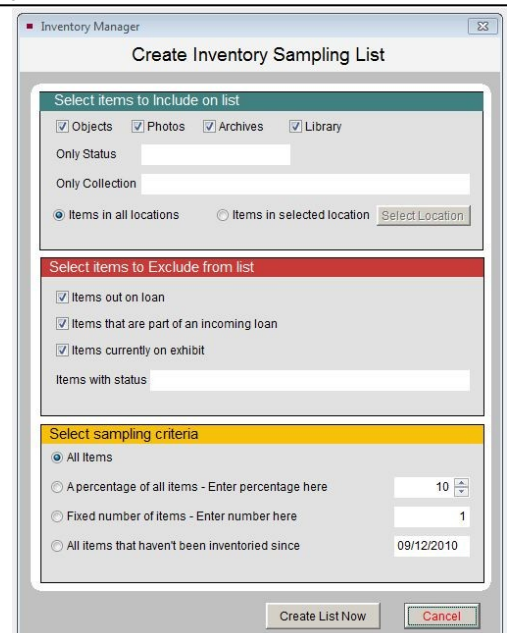 Inventory Manager
Create Inventory Sampling List
Select items to Include on list
Objects Photos Archives Library
Only Status
Only Collection
Items in all locations Items in selected location Select Location
Select items to Exclude from list
Items out on loan
Items that are part of an incoming loan
Items currently on exhibit
Items with status
Select sampling criteria
All Items
A percentage of all items - Enter percentage here 10
Fixed number of items - Enter number here 1
All items that haven't been inventoried since 09/12/2010
Create List Now Cancel